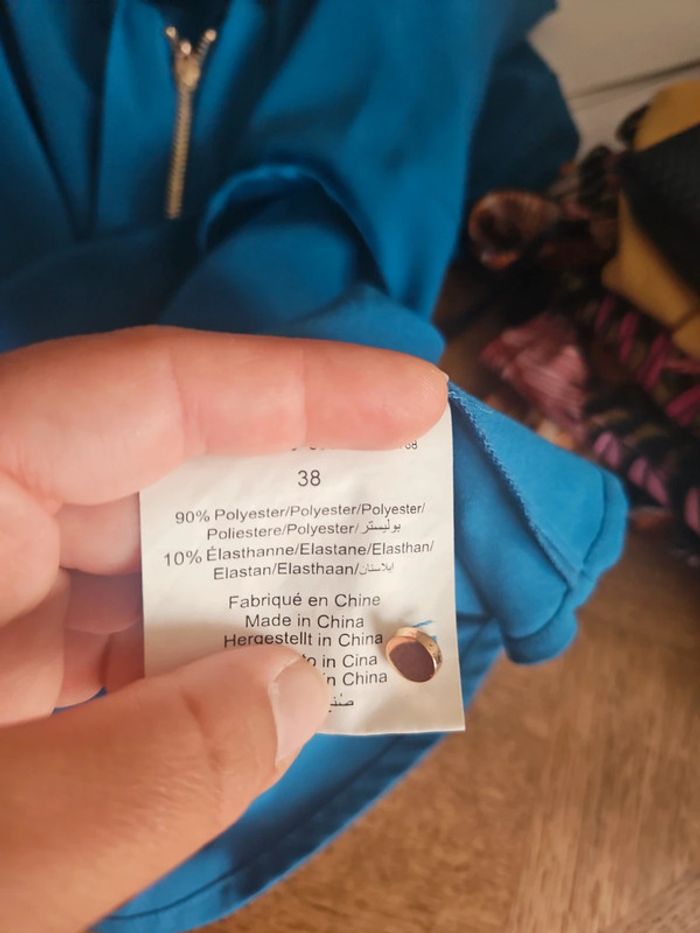 38
90% Polyester/Polyester/Polyester/
Poliestere/Polyester/بوليستر
10% Élasthanne/Elastane/Elasthan/
Elastan/Elasthaan/ايلاستان
Fabriqué en Chine
Made in China
Hergestellt in China
in Cina
in China